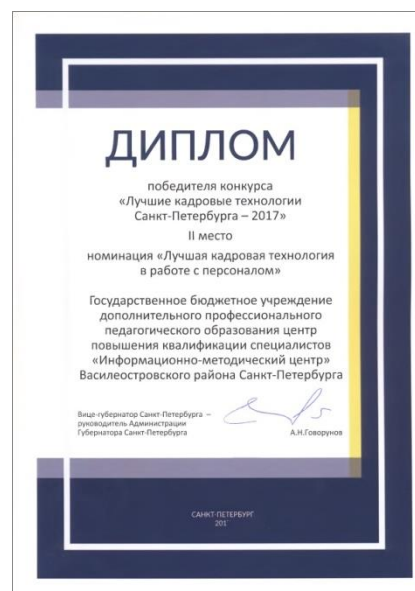 ДИПЛОМ
победителя конкурса
«Лучшие кадровые технологии
Санкт-Петербурга – 2017»
II место
номинация «Лучшая кадровая технология
в работе с персоналом»
Государственное бюджетное учреждение
дополнительного профессионального
педагогического образования центр
повышения квалификации специалистов
«Информационно-методический центр»
Василеостровского района Санкт-Петербурга
Вице-губернатор Санкт-Петербурга –
руководитель Администрации
Губернатора Санкт-Петербурга
А.Н.Говорунов
САНКТ-ПЕТЕРБУРГ